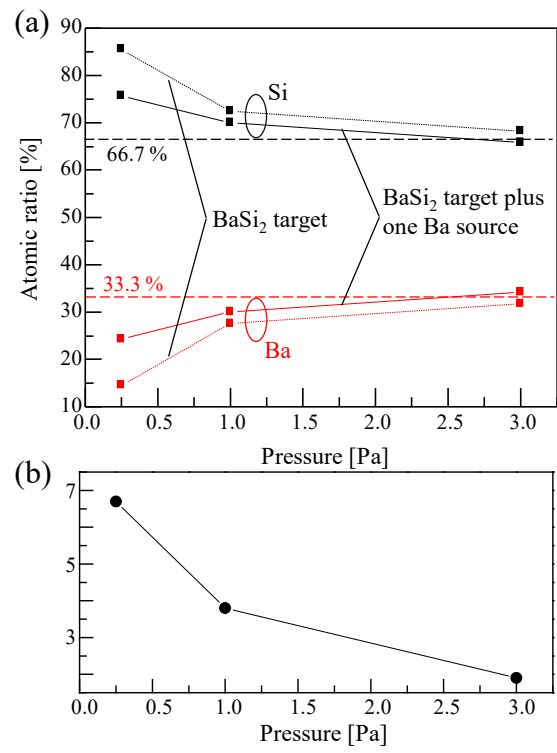 (a)
90
80
70
60
50
40
30
20
10
Atomic ratio [%]
Si
66.7 %
BaSi₂ target
BaSi₂ target plus
one Ba source
33.3 %
Ba
0.0 0.5 1.0 1.5 2.0 2.5 3.0
Pressure [Pa]
(b)
7
5
3
0.0 0.5 1.0 1.5 2.0 2.5 3.0
Pressure [Pa]